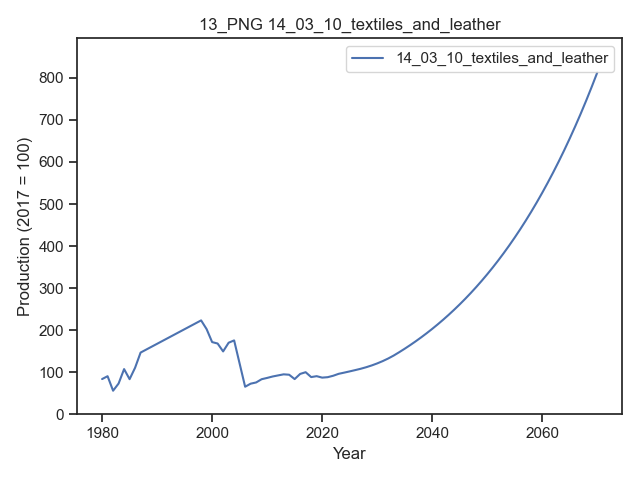 13_PNG 14_03_10_textiles_and_leather
14_03_10_textiles_and_leather
Production (2017 = 100)
800
700
600
500
400
300
200
100
0
1980 2000 2020 2040 2060
Year